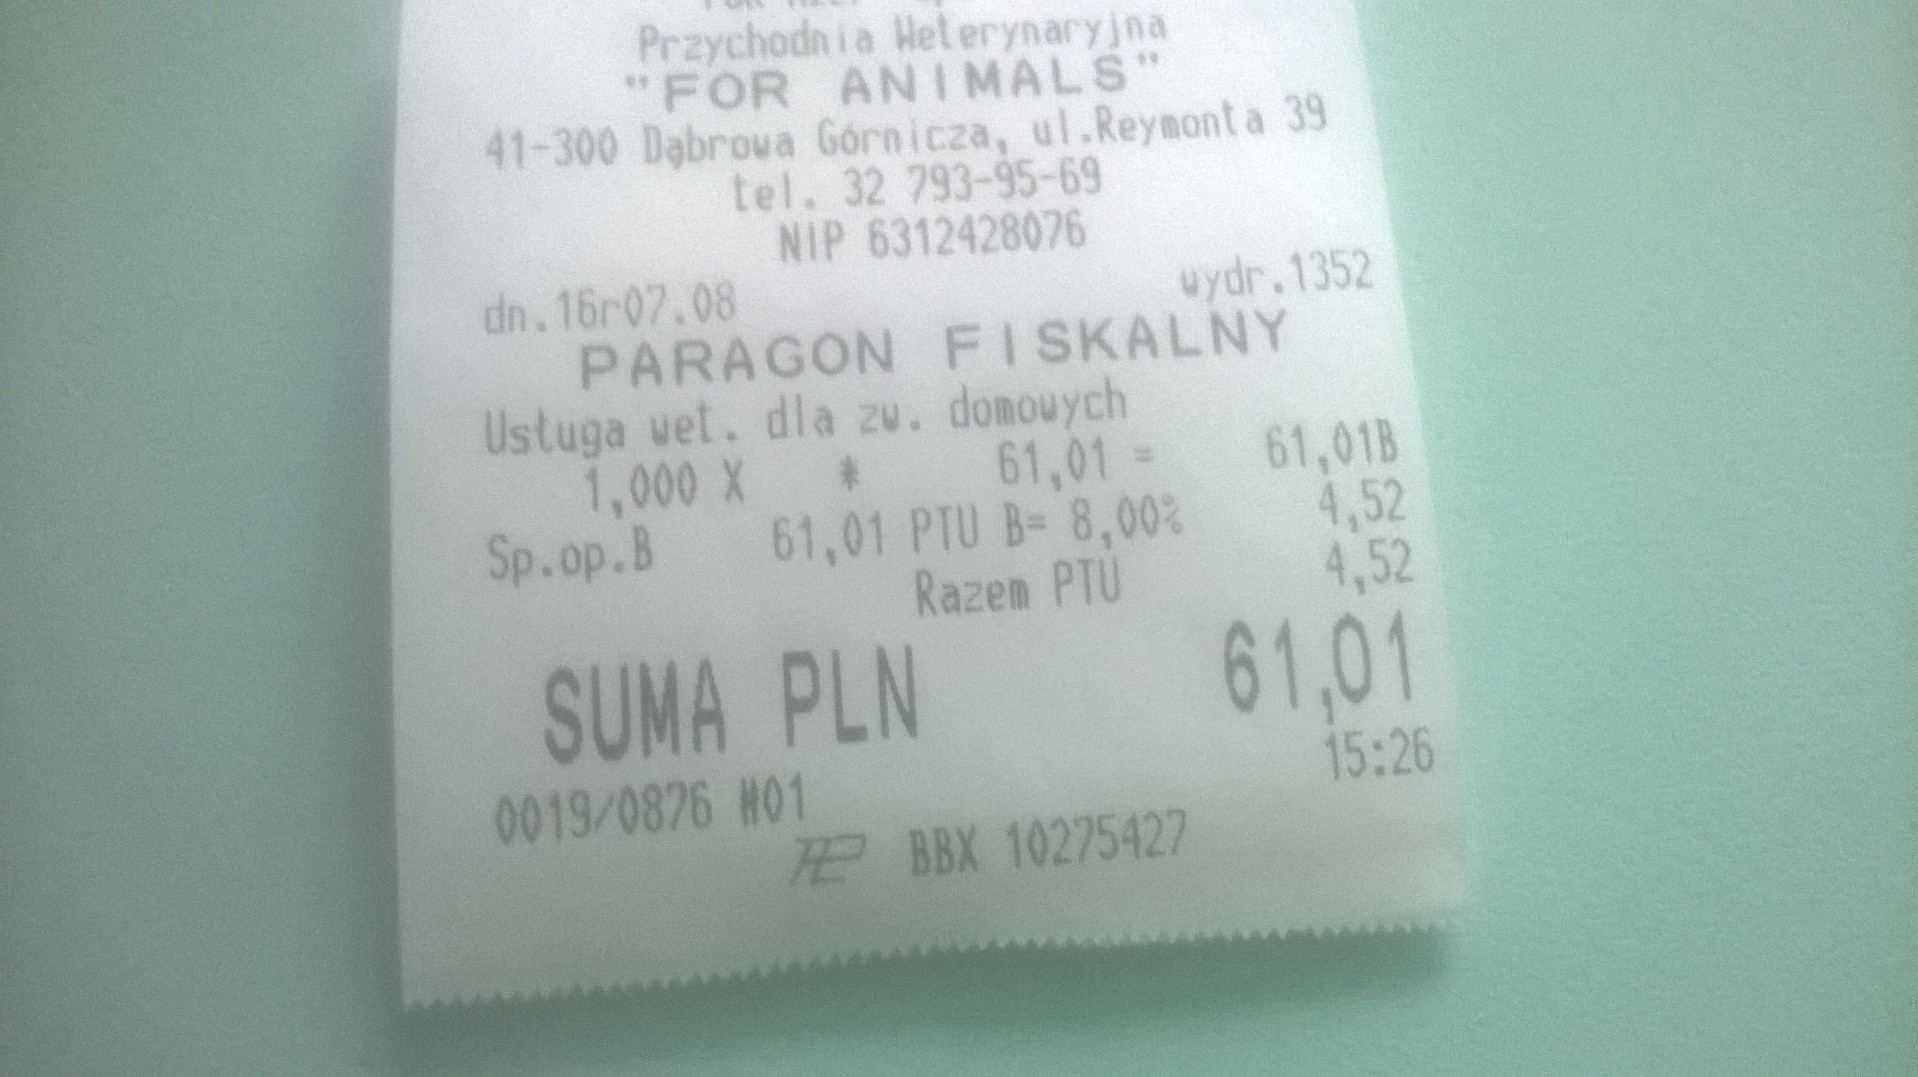 Przychodnia Weterynaryjna
"FOR ANIMALS"
41-300 Dąbrowa Górnicza, ul.Reymonta 39
tel. 32 793-95-69
NIP 6312428076
dn.16r07.08 wydr.1352
PARAGON FISKALNY
Usługa wet. dla zw. domowych
1,000 X * 61,01 = 61,01B
Sp.op.B 61,01 PTU B= 8,00% 4,52
Razem PTU 4,52
SUMA PLN 61,01
15:26
0019/0876 #01
BBX 10275427